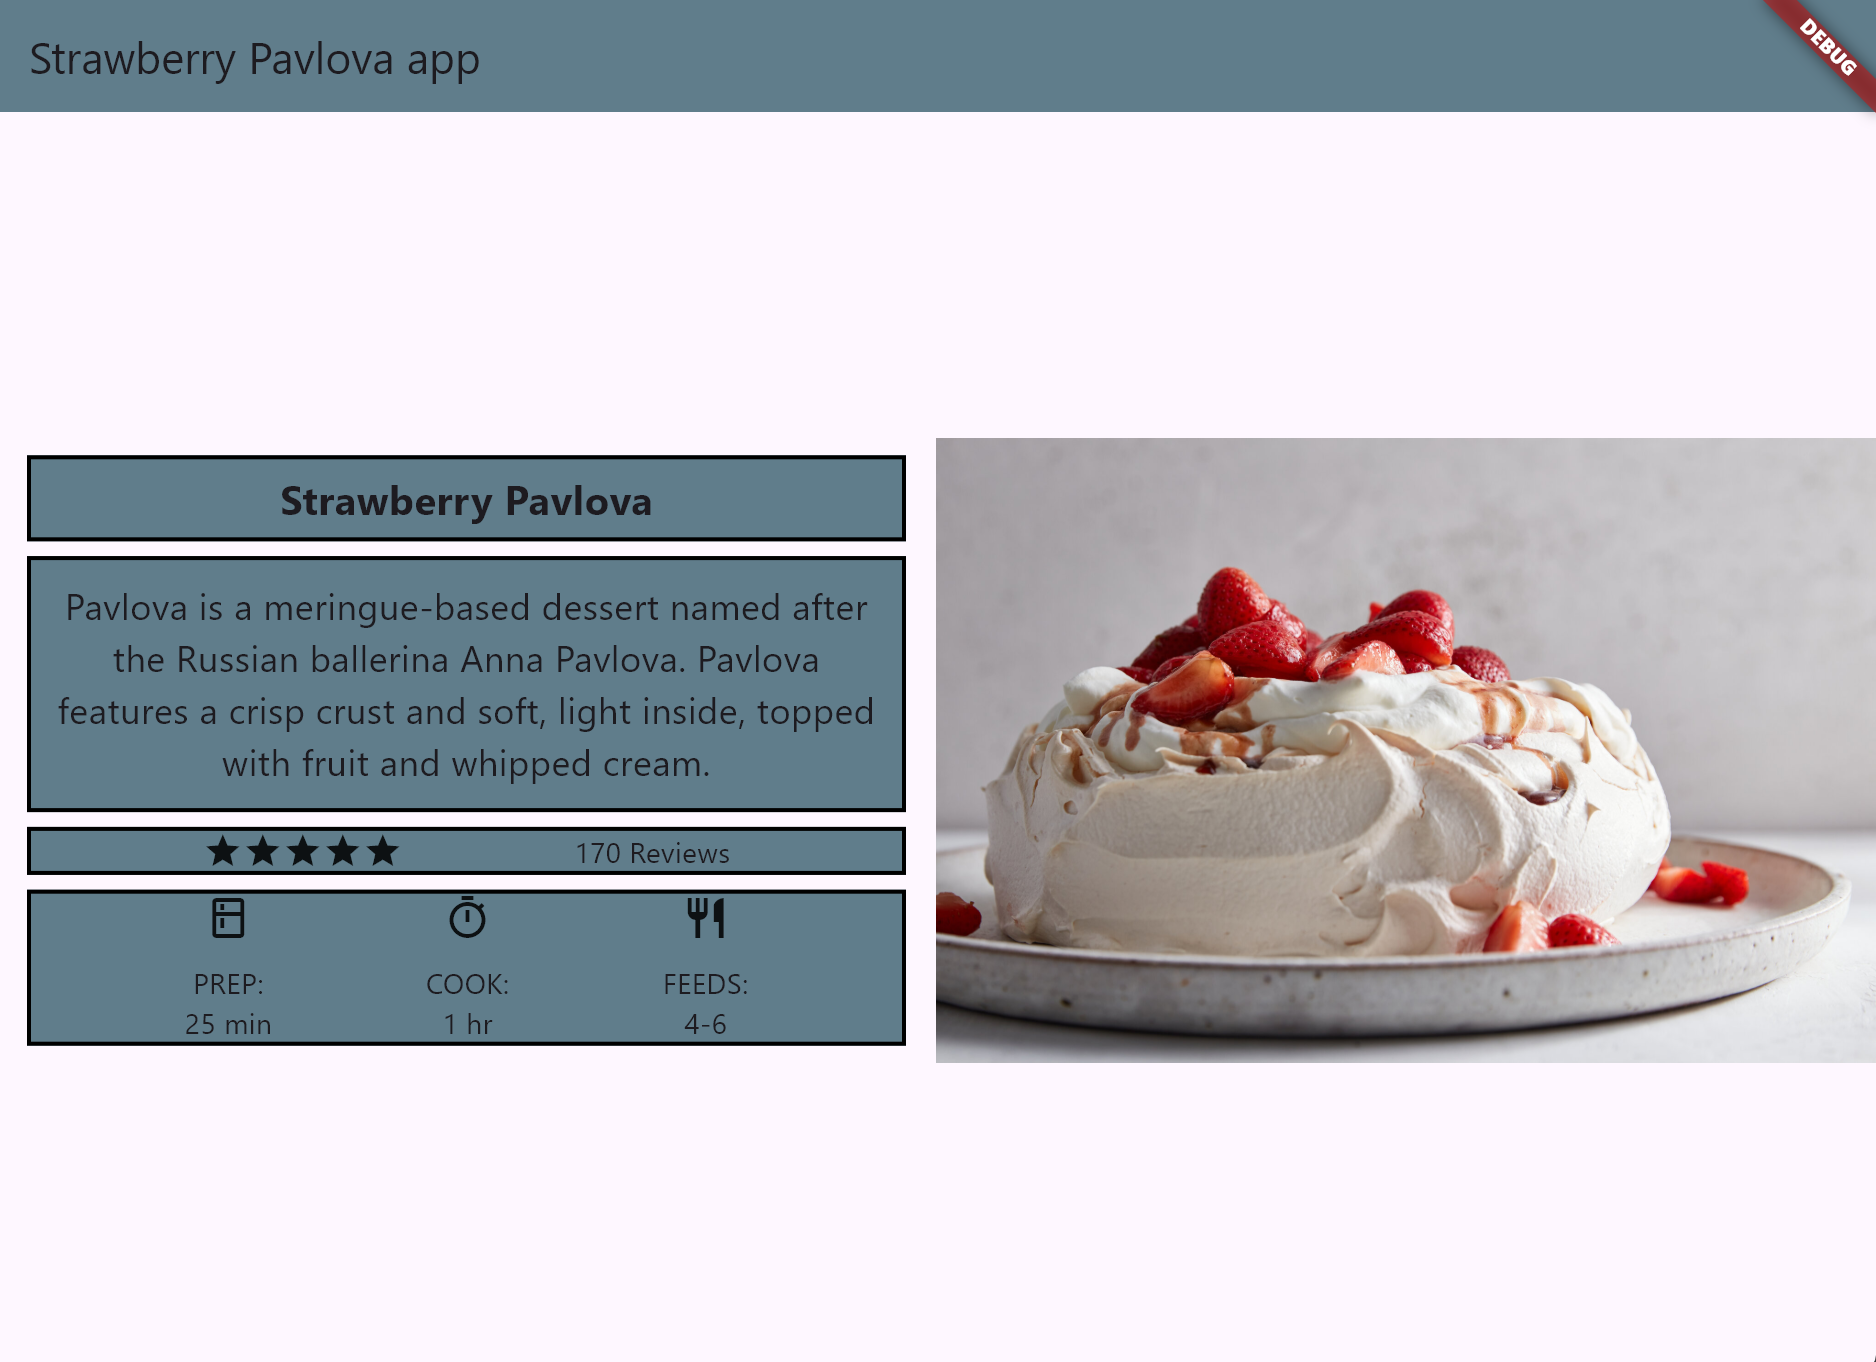 Strawberry Pavlova app
DEBUG
Strawberry Pavlova
Pavlova is a meringue-based dessert named after
the Russian ballerina Anna Pavlova. Pavlova
features a crisp crust and soft, light inside, topped
with fruit and whipped cream.
170 Reviews
PREP: COOK: FEEDS:
25 min 1 hr 4-6